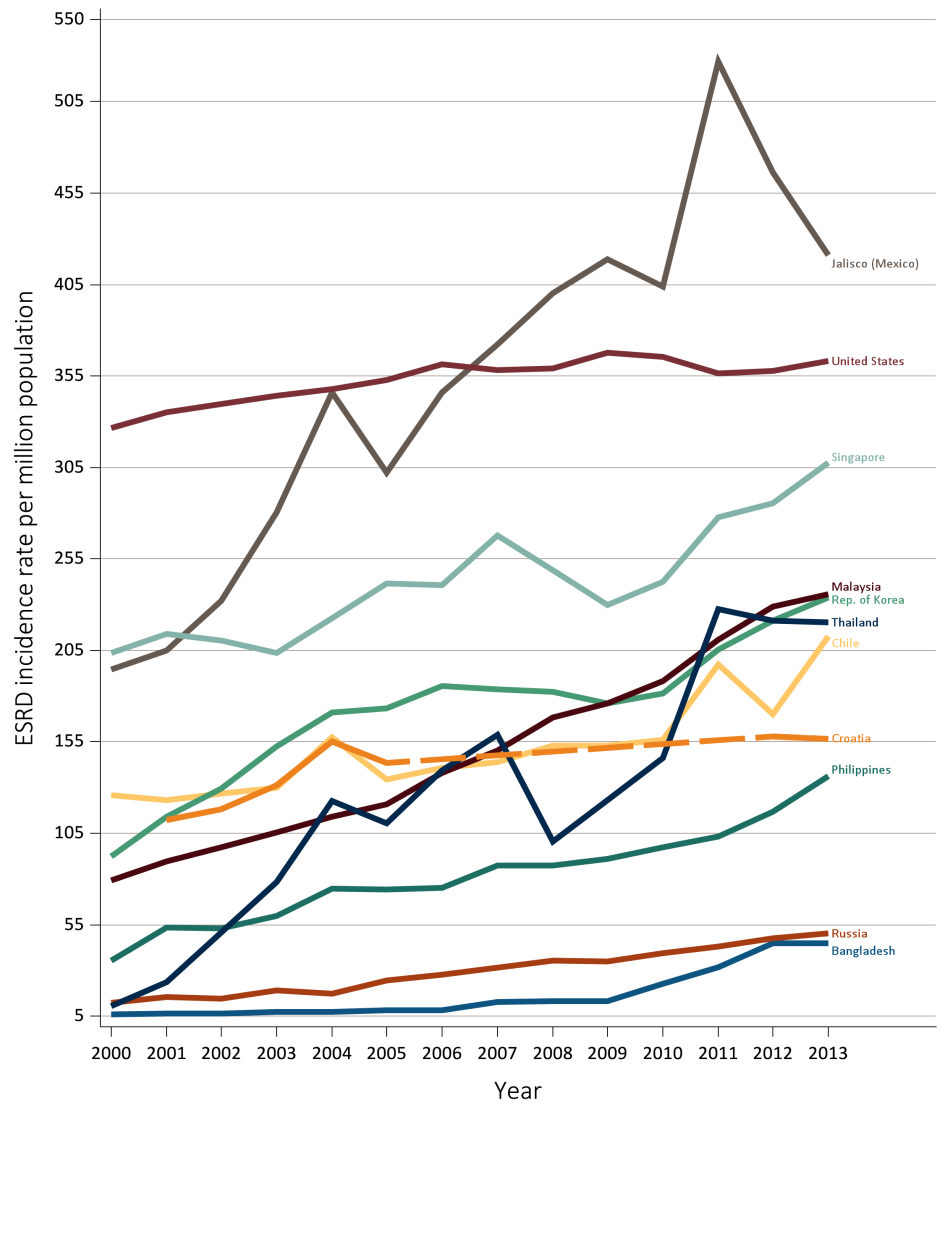 550
505
455
405
355
305
255
205
155
105
55
5
ESRD incidence rate per million population
Jalisco (Mexico)
United States
Singapore
Malaysia
Rep. of Korea
Thailand
Chile
Croatia
Philippines
Russia
Bangladesh
2000 2001 2002 2003 2004 2005 2006 2007 2008 2009 2010 2011 2012 2013
Year